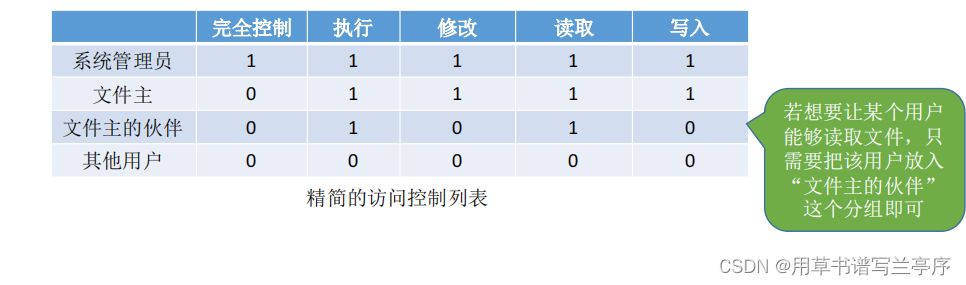 完全控制 执行 修改 读取 写入
系统管理员 1 1 1 1 1
文件主 0 1 1 1 1
文件主的伙伴 0 1 0 1 0
其他用户 0 0 0 0 0
精简的访问控制列表
若想要让某个用户
能够读取文件，只
需要把该用户放入
“文件主的伙伴”
这个分组即可
CSDN @用草书谱写兰亭序